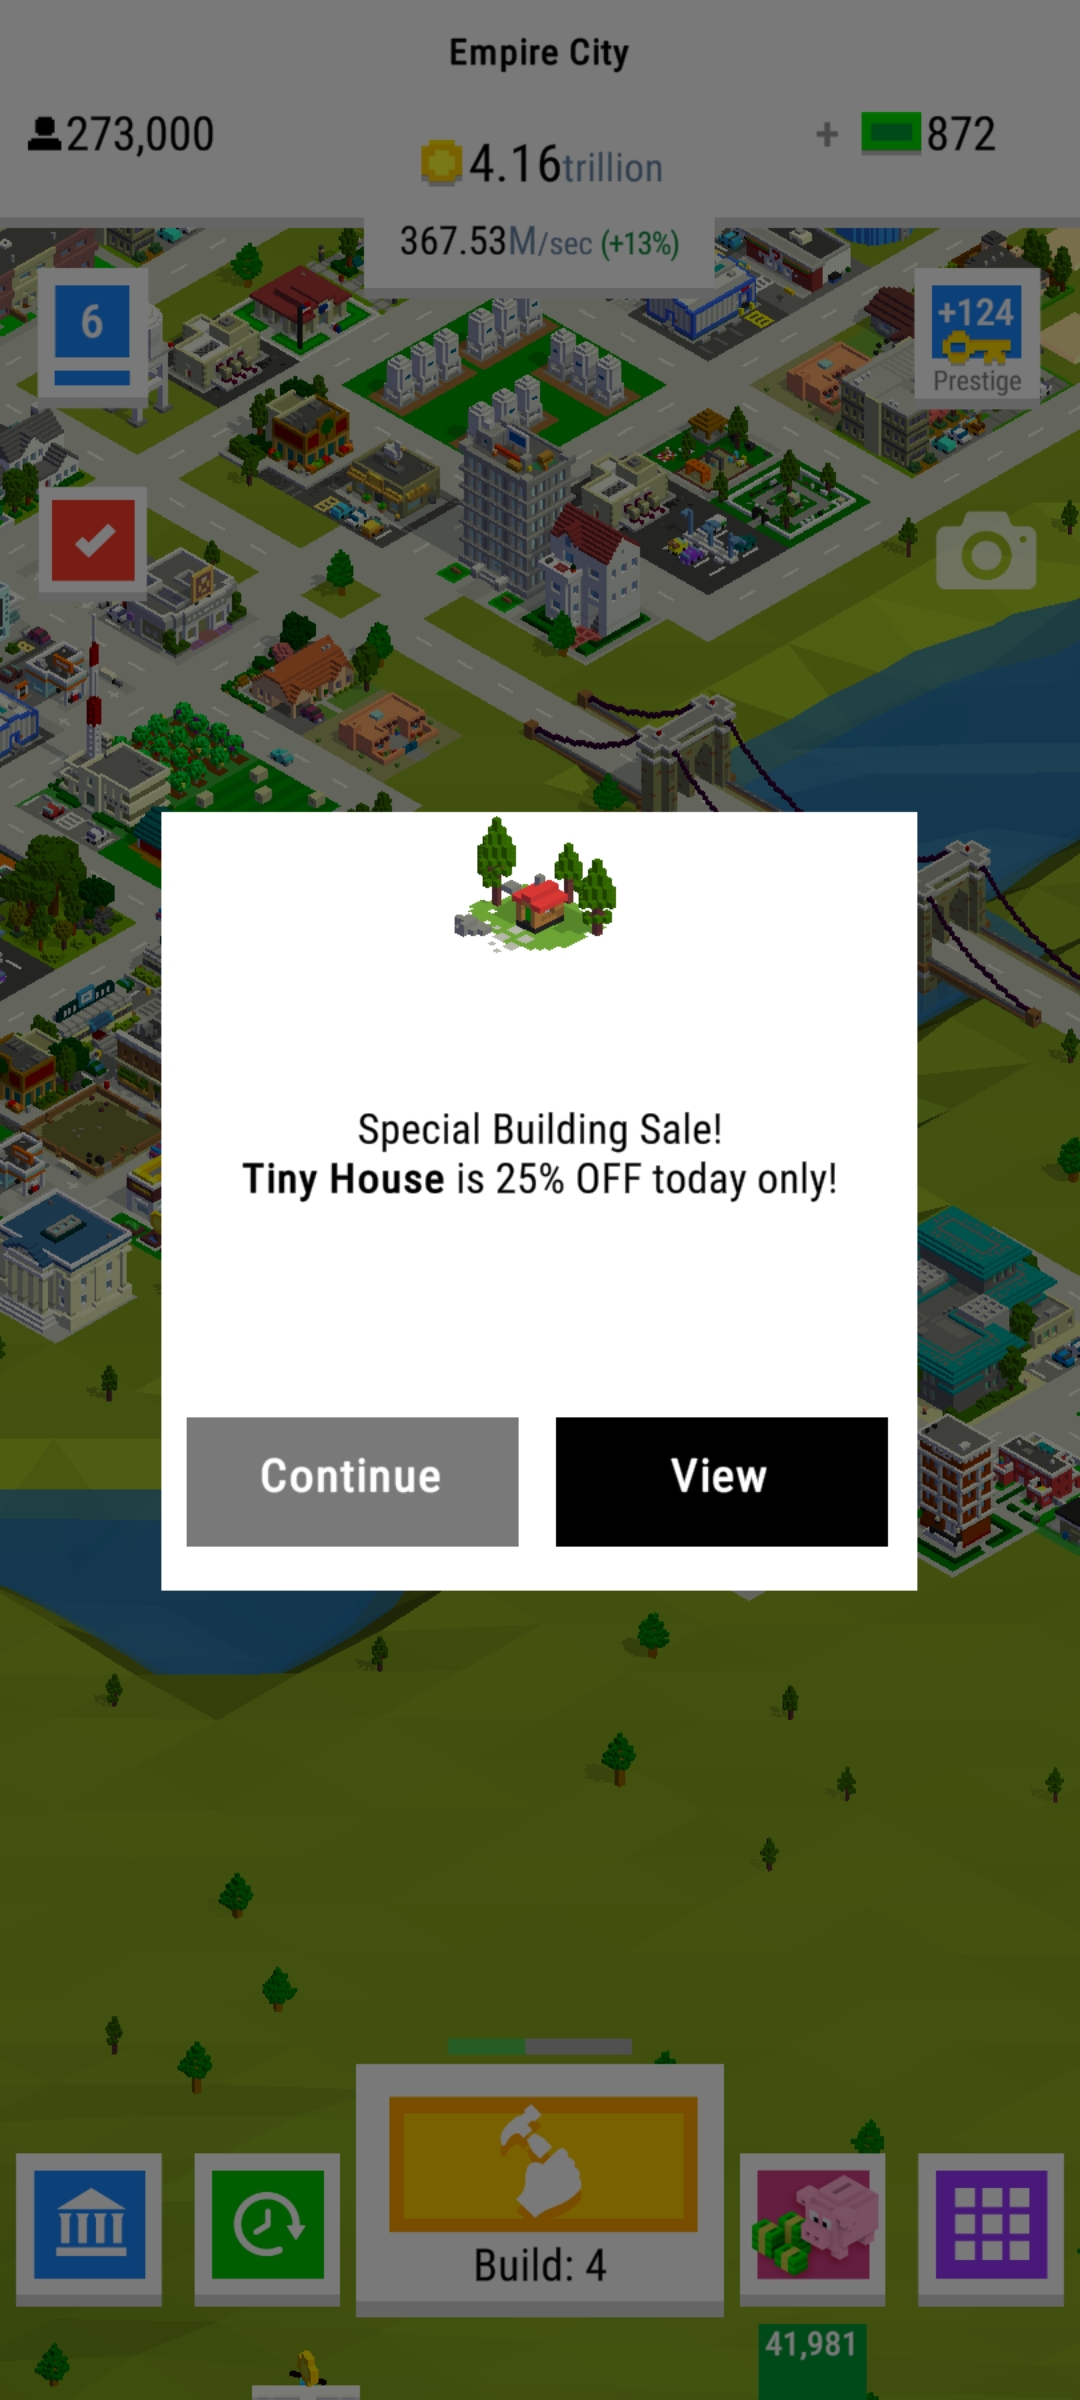 Empire City
273,000
4.16trillion
+ 872
367.53M/sec (+13%)
6
+124
Prestige
Special Building Sale!
Tiny House is 25% OFF today only!
Continue
View
Build: 4
41,981